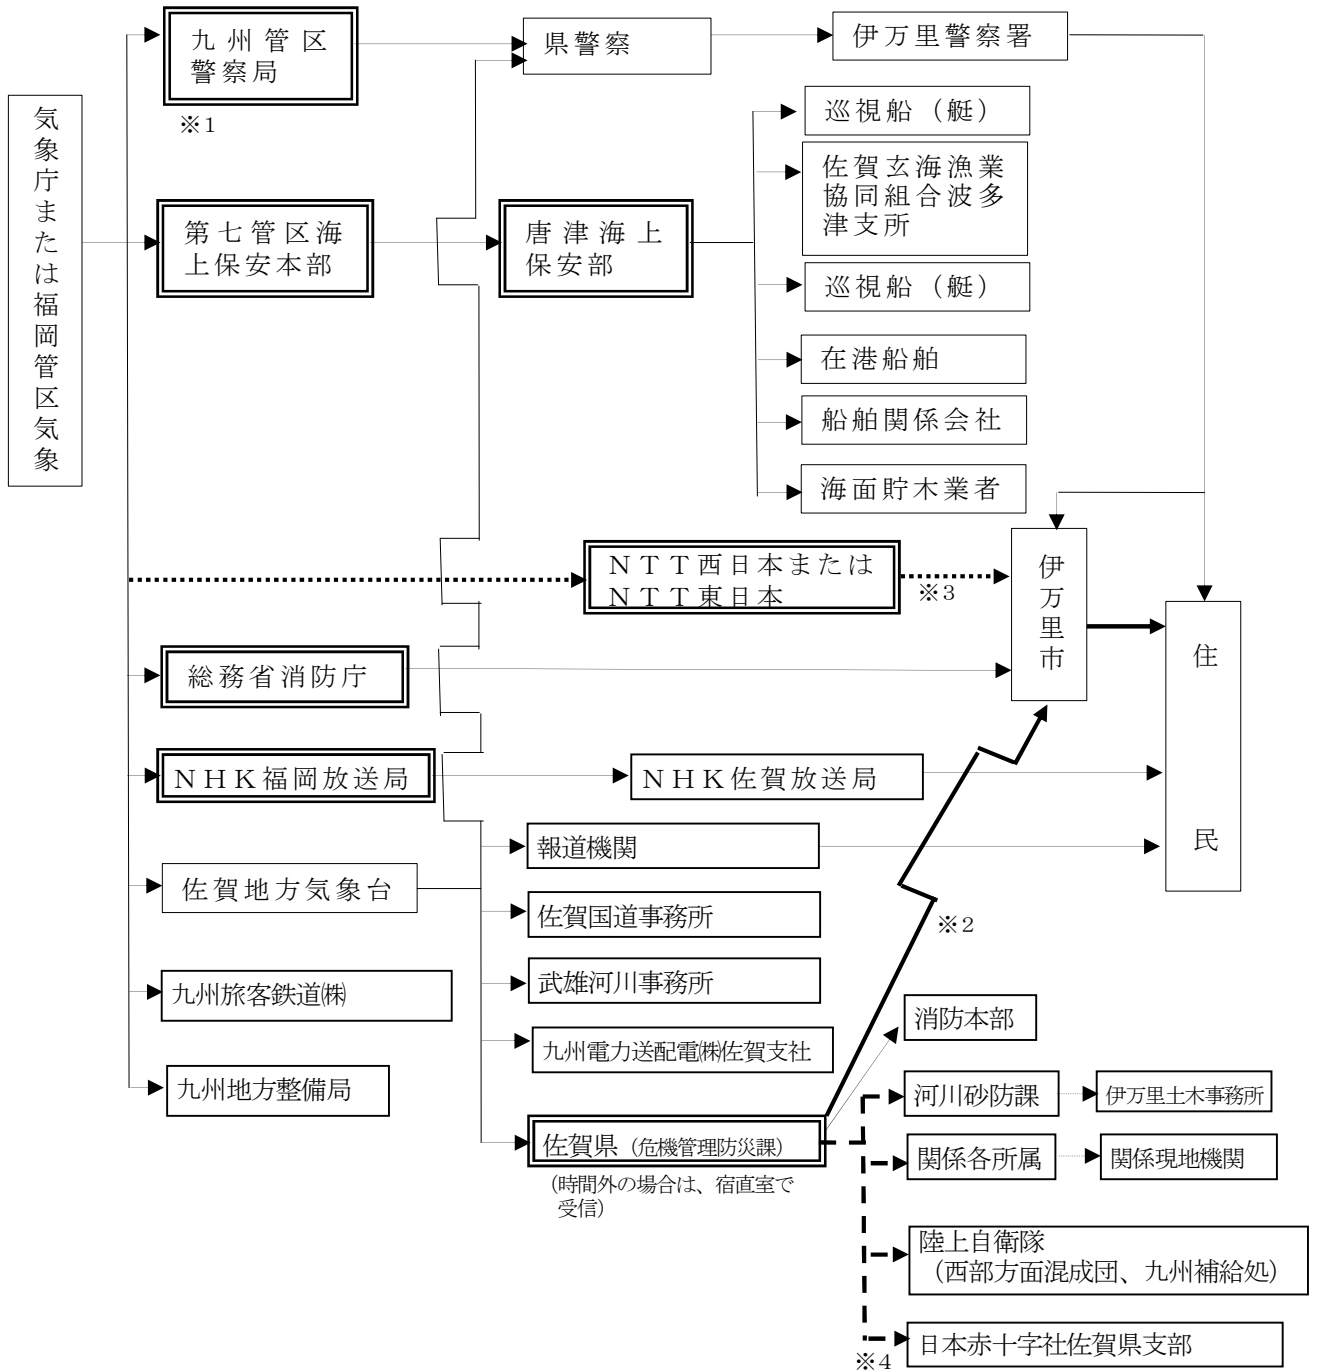 気象庁または福岡管区気象
九州管区
警察局
※1
県警察
伊万里警察署
第七管区海
上保安本部
唐津海上
保安部
巡視船（艇）
佐賀玄海漁業
協同組合波多
津支所
巡視船（艇）
在港船舶
船舶関係会社
海面貯木業者
ＮＴＴ西日本または
ＮＴＴ東日本
※3
伊万里市
住民
総務省消防庁
ＮＨＫ福岡放送局
ＮＨＫ佐賀放送局
報道機関
佐賀地方気象台
佐賀国道事務所
※2
武雄河川事務所
九州旅客鉄道㈱
消防本部
九州電力送配電㈱佐賀支社
九州地方整備局
河川砂防課
伊万里土木事務所
佐賀県（危機管理防災課）
（時間外の場合は、宿直室で
受信）
関係各所属
関係現地機関
陸上自衛隊
（西部方面混成団、九州補給処）
日本赤十字社佐賀県支部
※4